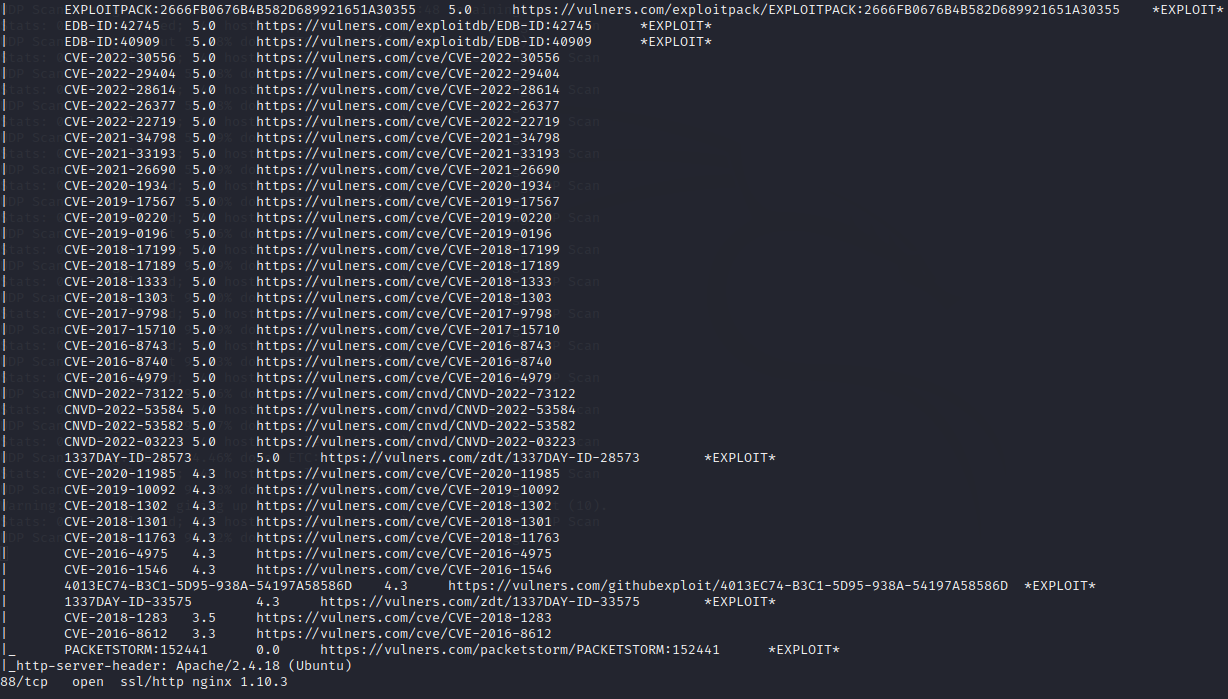 | EXPLOITPACK:2666FB0676B4B582D689921651A30355 5.0 https://vulners.com/exploitpack/EXPLOITPACK:2666FB0676B4B582D689921651A30355 *EXPLOIT*
| EDB-ID:42745 5.0 https://vulners.com/exploitdb/EDB-ID:42745 *EXPLOIT*
| EDB-ID:40909 5.0 https://vulners.com/exploitdb/EDB-ID:40909 *EXPLOIT*
| CVE-2022-30556 5.0 https://vulners.com/cve/CVE-2022-30556
| CVE-2022-29404 5.0 https://vulners.com/cve/CVE-2022-29404
| CVE-2022-28614 5.0 https://vulners.com/cve/CVE-2022-28614
| CVE-2022-26377 5.0 https://vulners.com/cve/CVE-2022-26377
| CVE-2022-22719 5.0 https://vulners.com/cve/CVE-2022-22719
| CVE-2021-34798 5.0 https://vulners.com/cve/CVE-2021-34798
| CVE-2021-33193 5.0 https://vulners.com/cve/CVE-2021-33193
| CVE-2021-26690 5.0 https://vulners.com/cve/CVE-2021-26690
| CVE-2020-1934 5.0 https://vulners.com/cve/CVE-2020-1934
| CVE-2019-17567 5.0 https://vulners.com/cve/CVE-2019-17567
| CVE-2019-0220 5.0 https://vulners.com/cve/CVE-2019-0220
| CVE-2019-0196 5.0 https://vulners.com/cve/CVE-2019-0196
| CVE-2018-17199 5.0 https://vulners.com/cve/CVE-2018-17199
| CVE-2018-17189 5.0 https://vulners.com/cve/CVE-2018-17189
| CVE-2018-1333 5.0 https://vulners.com/cve/CVE-2018-1333
| CVE-2018-1303 5.0 https://vulners.com/cve/CVE-2018-1303
| CVE-2017-9798 5.0 https://vulners.com/cve/CVE-2017-9798
| CVE-2017-15710 5.0 https://vulners.com/cve/CVE-2017-15710
| CVE-2016-8743 5.0 https://vulners.com/cve/CVE-2016-8743
| CVE-2016-8740 5.0 https://vulners.com/cve/CVE-2016-8740
| CVE-2016-4979 5.0 https://vulners.com/cve/CVE-2016-4979
| CNVD-2022-73122 5.0 https://vulners.com/cnvd/CNVD-2022-73122
| CNVD-2022-53584 5.0 https://vulners.com/cnvd/CNVD-2022-53584
| CNVD-2022-53582 5.0 https://vulners.com/cnvd/CNVD-2022-53582
| CNVD-2022-03223 5.0 https://vulners.com/cnvd/CNVD-2022-03223
| 1337DAY-ID-28573 5.0 https://vulners.com/zdt/1337DAY-ID-28573 *EXPLOIT*
| CVE-2020-11985 4.3 https://vulners.com/cve/CVE-2020-11985
| CVE-2019-10092 4.3 https://vulners.com/cve/CVE-2019-10092
| CVE-2018-1302 4.3 https://vulners.com/cve/CVE-2018-1302
| CVE-2018-1301 4.3 https://vulners.com/cve/CVE-2018-1301
| CVE-2018-11763 4.3 https://vulners.com/cve/CVE-2018-11763
| CVE-2016-4975 4.3 https://vulners.com/cve/CVE-2016-4975
| CVE-2016-1546 4.3 https://vulners.com/cve/CVE-2016-1546
| 4013EC74-B3C1-5D95-938A-54197A58586D 4.3 https://vulners.com/githubexploit/4013EC74-B3C1-5D95-938A-54197A58586D *EXPLOIT*
| 1337DAY-ID-33575 4.3 https://vulners.com/zdt/1337DAY-ID-33575 *EXPLOIT*
| CVE-2018-1283 3.5 https://vulners.com/cve/CVE-2018-1283
| CVE-2016-8612 3.3 https://vulners.com/cve/CVE-2016-8612
|_ PACKETSTORM:152441 0.0 https://vulners.com/packetstorm/PACKETSTORM:152441 *EXPLOIT*
|_http-server-header: Apache/2.4.18 (Ubuntu)
88/tcp open ssl/http nginx 1.10.3